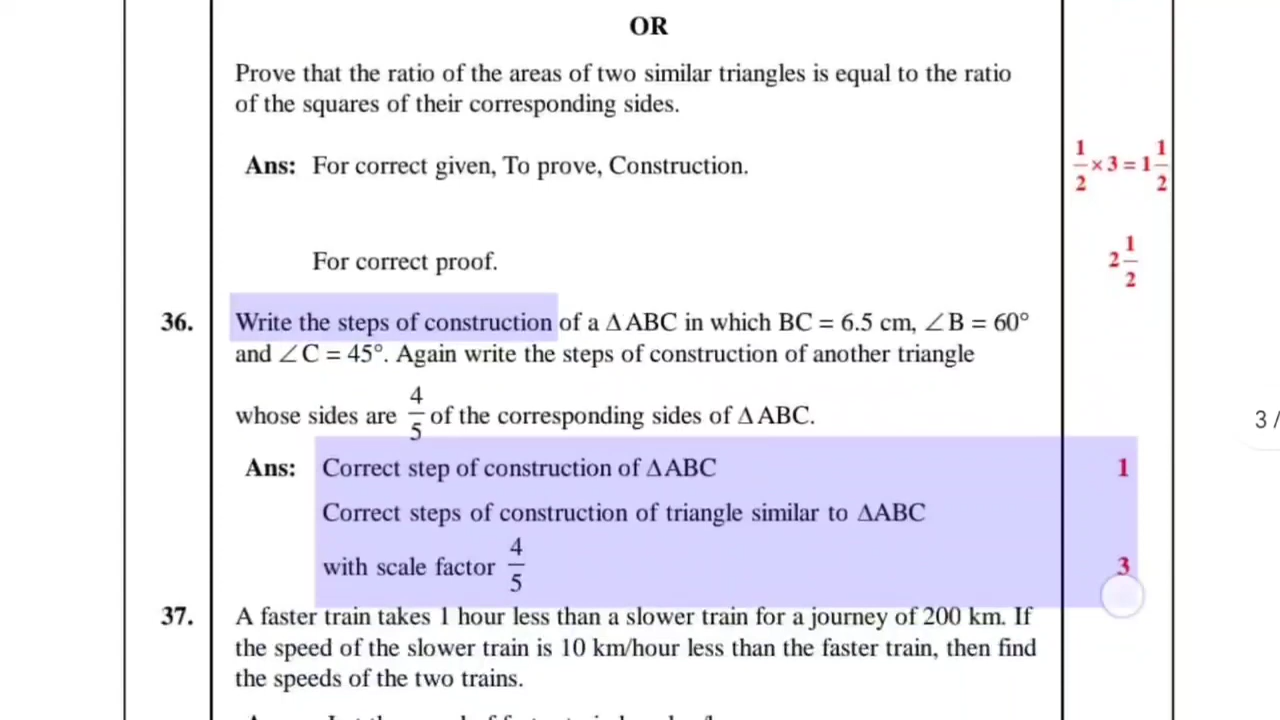 OR
Prove that the ratio of the areas of two similar triangles is equal to the ratio
of the squares of their corresponding sides.
Ans: For correct given, To prove, Construction. 1/2 × 3 = 1 1/2
For correct proof. 2 1/2
36. Write the steps of construction of a Δ ABC in which BC = 6.5 cm, ∠B = 60°
and ∠C = 45°. Again write the steps of construction of another triangle
whose sides are 4/5 of the corresponding sides of Δ ABC.
3 /
Ans: Correct step of construction of ΔABC 1
Correct steps of construction of triangle similar to ΔABC
with scale factor 4/5 3
37. A faster train takes 1 hour less than a slower train for a journey of 200 km. If
the speed of the slower train is 10 km/hour less than the faster train, then find
the speeds of the two trains.